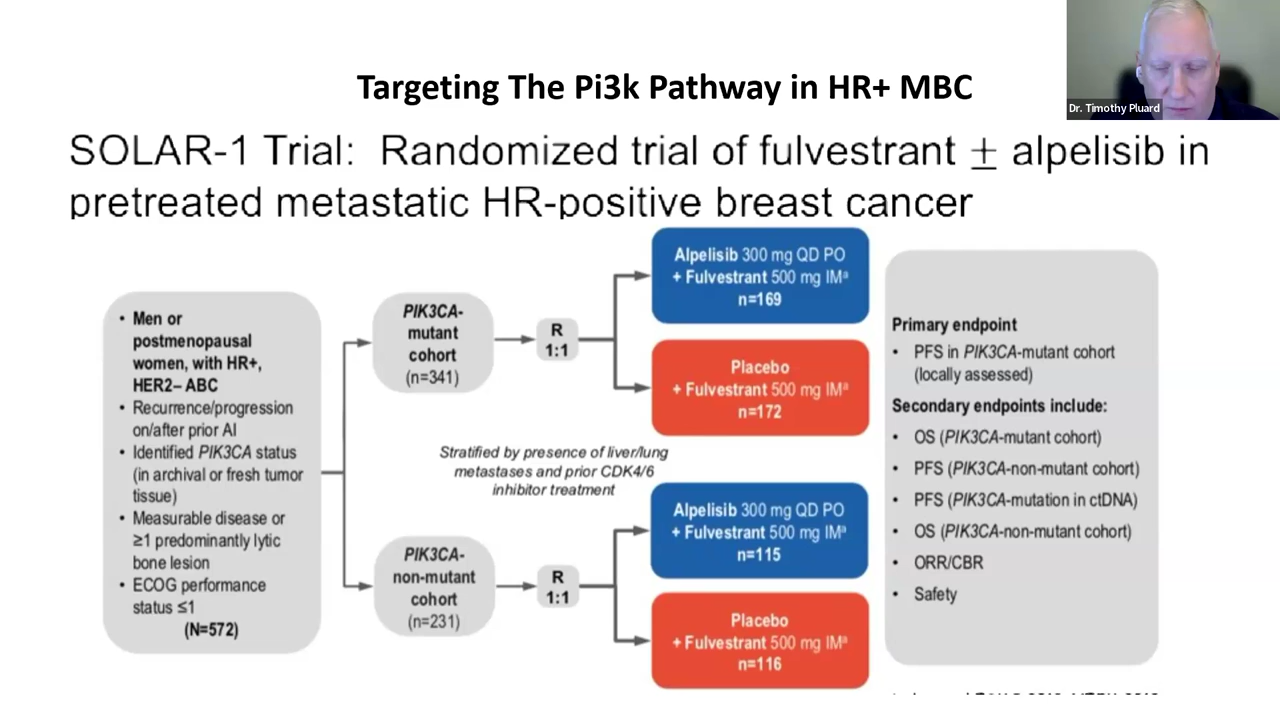 Targeting The Pi3k Pathway in HR+ MBC
Dr. Timothy Pluard
SOLAR-1 Trial: Randomized trial of fulvestrant ± alpelisib in
pretreated metastatic HR-positive breast cancer
• Men or
postmenopausal
women, with HR+,
HER2– ABC
• Recurrence/progression
on/after prior AI
• Identified PIK3CA status
(in archival or fresh tumor
tissue)
• Measurable disease or
≥1 predominantly lytic
bone lesion
• ECOG performance
status ≤1
(N=572)
PIK3CA-
mutant
cohort
(n=341)
R
1:1
Alpelisib 300 mg QD PO
+ Fulvestrant 500 mg IMª
n=169
Placebo
+ Fulvestrant 500 mg IMª
n=172
Stratified by presence of liver/lung
metastases and prior CDK4/6
inhibitor treatment
PIK3CA-
non-mutant
cohort
(n=231)
R
1:1
Alpelisib 300 mg QD PO
+ Fulvestrant 500 mg IMª
n=115
Placebo
+ Fulvestrant 500 mg IMª
n=116
Primary endpoint
• PFS in PIK3CA-mutant cohort
(locally assessed)
Secondary endpoints include:
• OS (PIK3CA-mutant cohort)
• PFS (PIK3CA-non-mutant cohort)
• PFS (PIK3CA-mutation in ctDNA)
• OS (PIK3CA-non-mutant cohort)
• ORR/CBR
• Safety